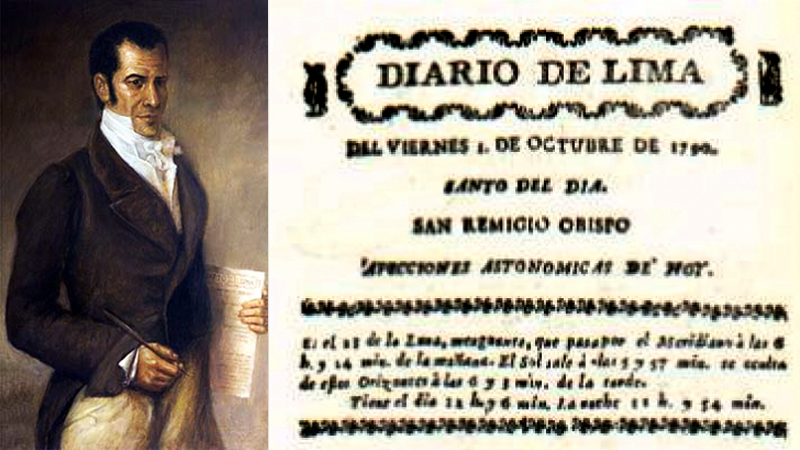 DIARIO DE LIMA
DEL VIERNES 1. DE OCTUBRE DE 1790.
SANTO DEL DIA.
SAN REMIGIO OBISPO
AFECCIONES ASTONOMICAS DE HOY.
el 23 de la Luna, menguante, que pasa por el Meridiano à las 6
h. y 14 min. de la mañana. El Sol sale à las 5 y 57 min. se oculta
de este Orizonte à las 6 y 3 min. de la tarde.
Tiene el dia 12 h. y 6 min. La noche 11 h. y 54 min.